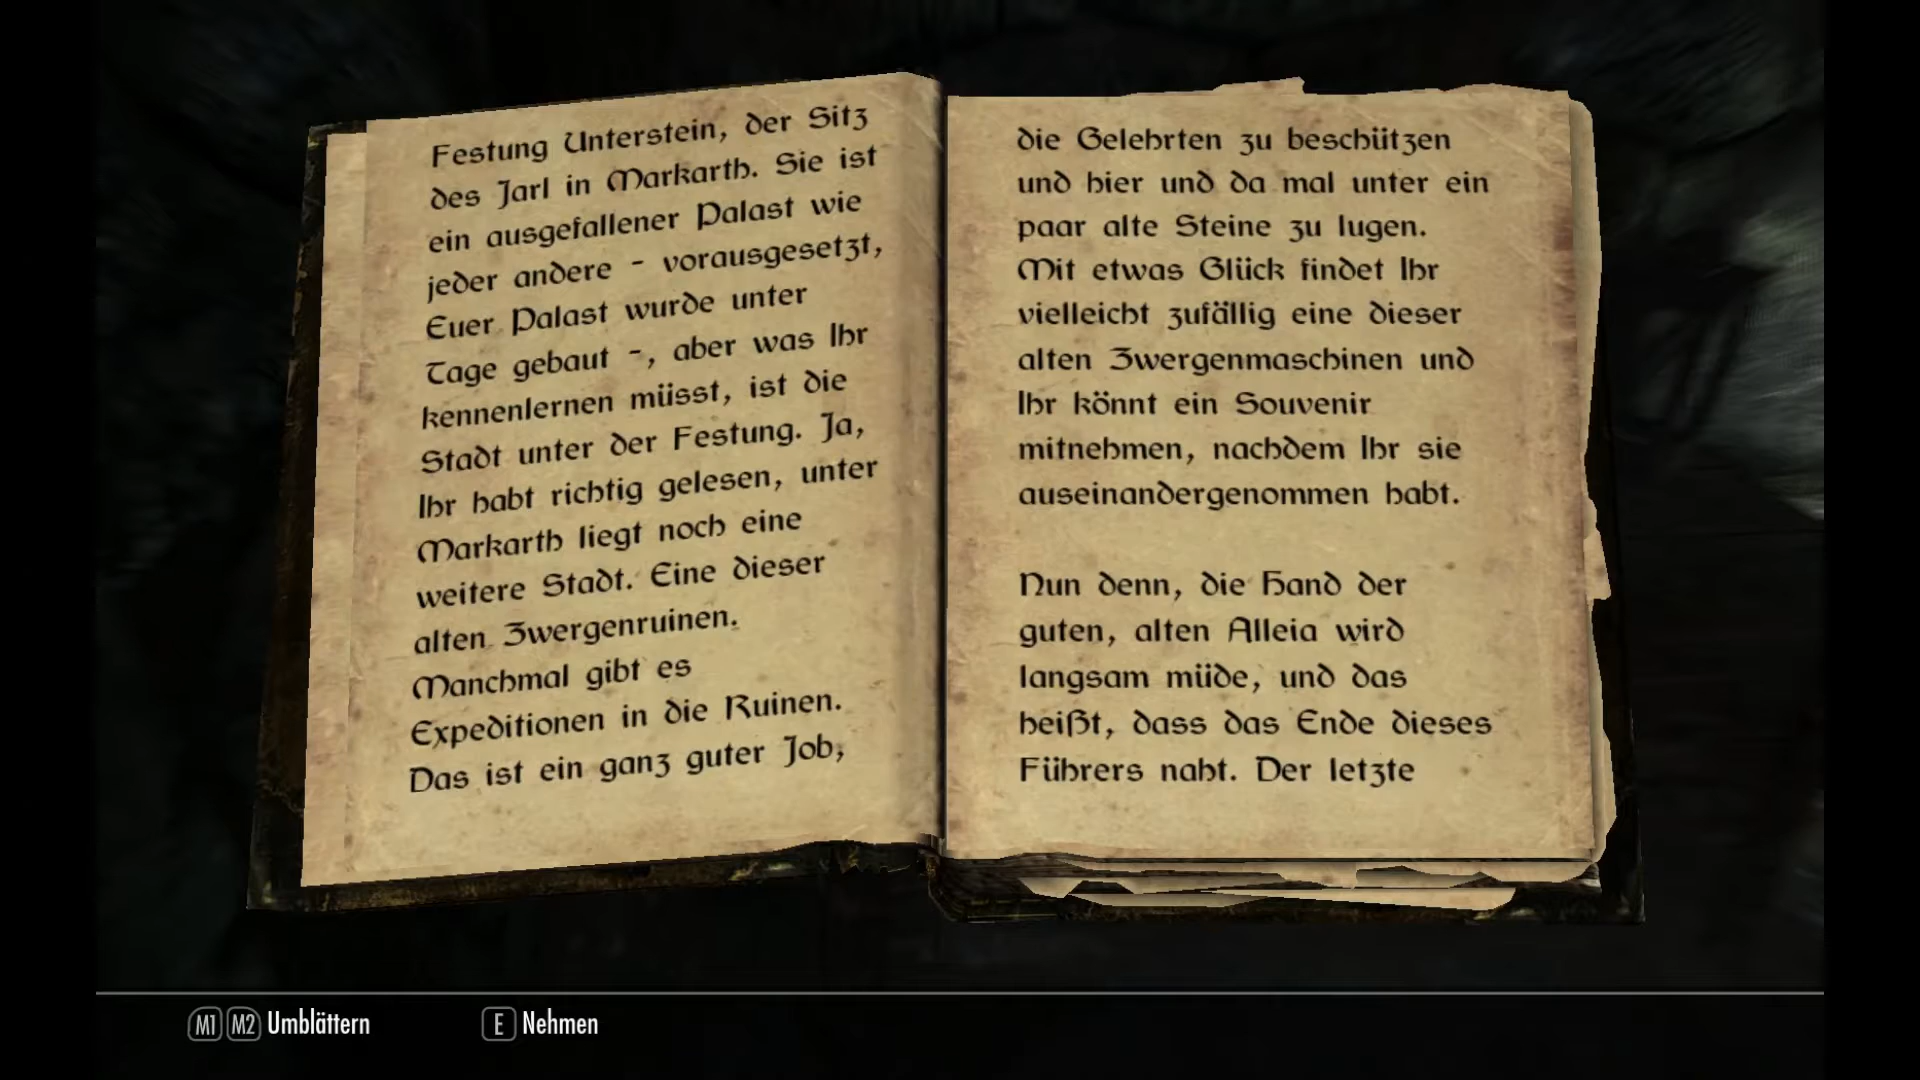 Festung Unterstein, der Sitz
des Jarl in Markarth. Sie ist
ein ausgefallener Palast wie
jeder andere - vorausgesetzt,
Euer Palast wurde unter
Tage gebaut -, aber was Ihr
kennenlernen müsst, ist die
Stadt unter der Festung. Ja,
Ihr habt richtig gelesen, unter
Markarth liegt noch eine
weitere Stadt. Eine dieser
alten Zwergenruinen.
Manchmal gibt es
Expeditionen in die Ruinen.
Das ist ein ganz guter Job,
die Gelehrten zu beschützen
und hier und da mal unter ein
paar alte Steine zu lugen.
Mit etwas Glück findet Ihr
vielleicht zufällig eine dieser
alten Zwergenmaschinen und
Ihr könnt ein Souvenir
mitnehmen, nachdem Ihr sie
auseinandergenommen habt.
Nun denn, die Hand der
guten, alten Alleia wird
langsam müde, und das
heißt, dass das Ende dieses
Führers naht. Der letzte
M1 M2 Umblättern E Nehmen